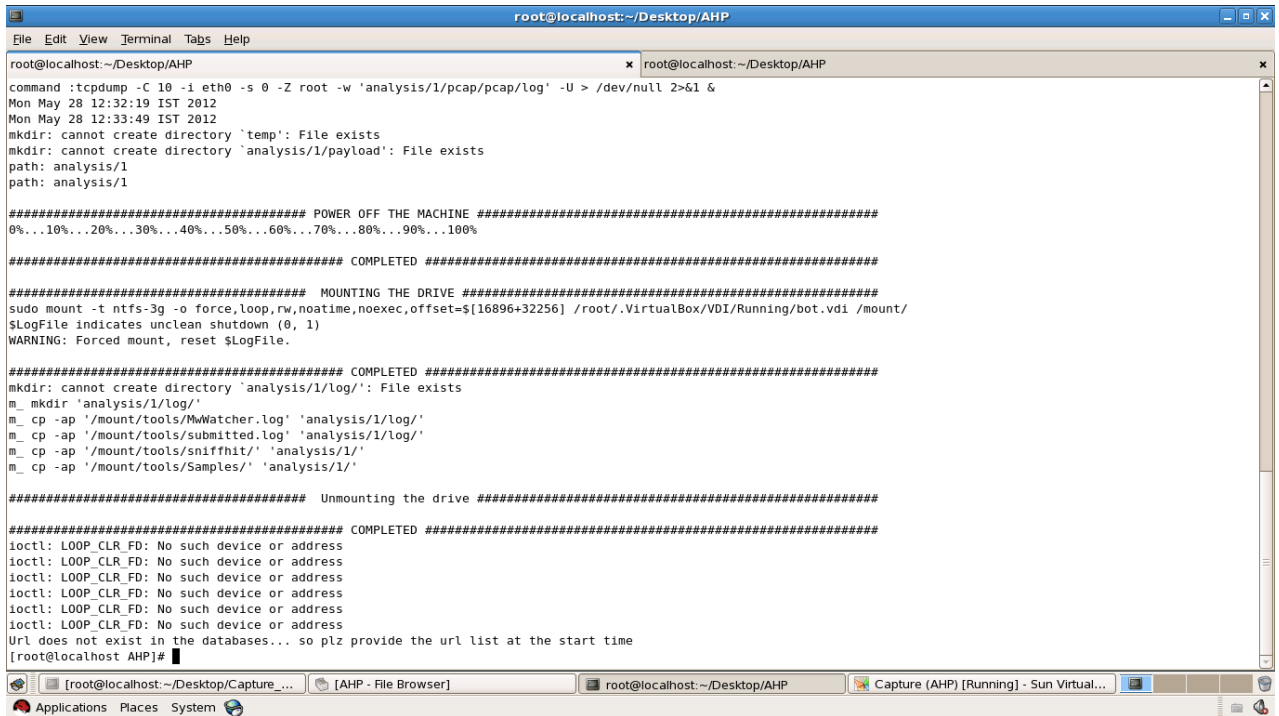 root@localhost:~/Desktop/AHP
File Edit View Terminal Tabs Help
root@localhost:~/Desktop/AHP
root@localhost:~/Desktop/AHP
command :tcpdump -C 10 -i eth0 -s 0 -Z root -w 'analysis/1/pcap/pcap/log' -U > /dev/null 2>&1 &
Mon May 28 12:32:19 IST 2012
Mon May 28 12:33:49 IST 2012
mkdir: cannot create directory `temp': File exists
mkdir: cannot create directory `analysis/1/payload': File exists
path: analysis/1
path: analysis/1
######################################## POWER OFF THE MACHINE ######################################################
0%...10%...20%...30%...40%...50%...60%...70%...80%...90%...100%
############################################# COMPLETED #############################################################
######################################## MOUNTING THE DRIVE ########################################################
sudo mount -t ntfs-3g -o force,loop,rw,noatime,noexec,offset=$[16896+32256] /root/.VirtualBox/VDI/Running/bot.vdi /mount/
$LogFile indicates unclean shutdown (0, 1)
WARNING: Forced mount, reset $LogFile.
############################################# COMPLETED #############################################################
mkdir: cannot create directory `analysis/1/log/': File exists
m_ mkdir 'analysis/1/log/'
m_ cp -ap '/mount/tools/MwWatcher.log' 'analysis/1/log/'
m_ cp -ap '/mount/tools/submitted.log' 'analysis/1/log/'
m_ cp -ap '/mount/tools/sniffhit/' 'analysis/1/'
m_ cp -ap '/mount/tools/Samples/' 'analysis/1/'
######################################## Unmounting the drive #######################################################
############################################# COMPLETED #############################################################
ioctl: LOOP_CLR_FD: No such device or address
ioctl: LOOP_CLR_FD: No such device or address
ioctl: LOOP_CLR_FD: No such device or address
ioctl: LOOP_CLR_FD: No such device or address
ioctl: LOOP_CLR_FD: No such device or address
ioctl: LOOP_CLR_FD: No such device or address
Url does not exist in the databases... so plz provide the url list at the start time
[root@localhost AHP]#
[root@localhost:~/Desktop/Capture_...
[AHP - File Browser]
root@localhost:~/Desktop/AHP
Capture (AHP) [Running] - Sun Virtual...
Applications Places System